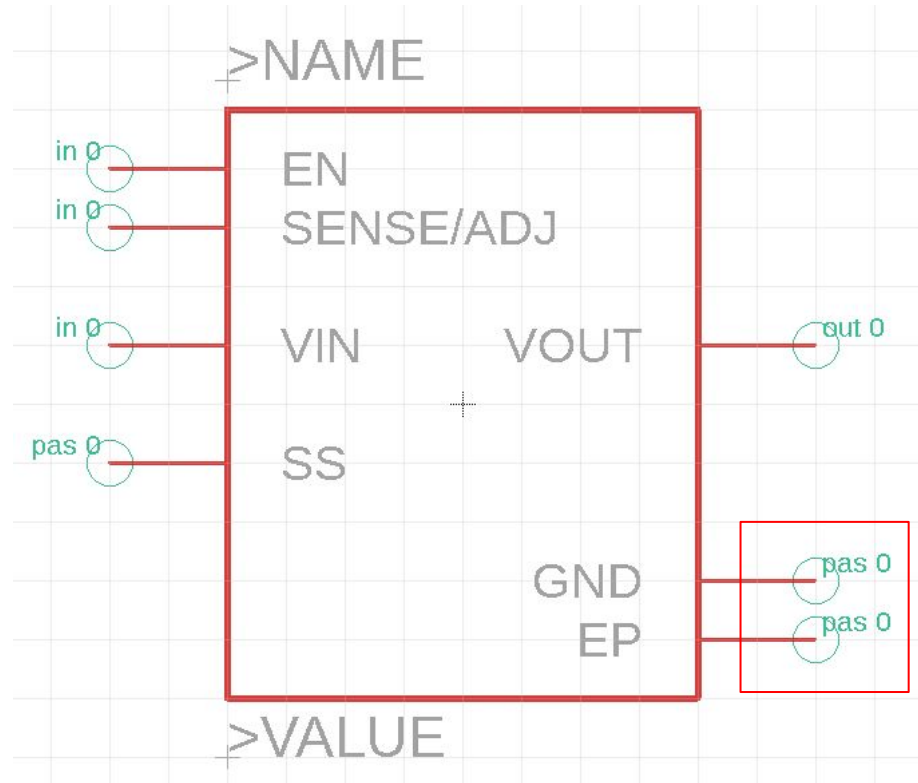 >NAME
in 0
EN
in 0
SENSE/ADJ
in 0
VIN
VOUT
out 0
pas 0
SS
GND
pas 0
EP
pas 0
>VALUE